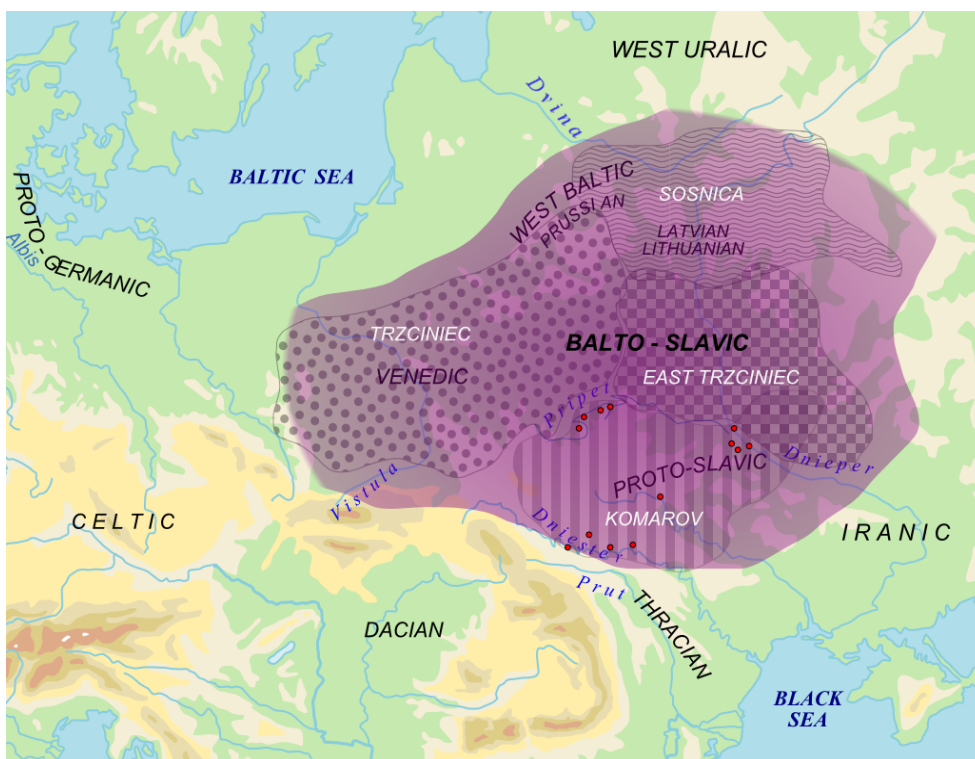 WEST URALIC
Dvina
BALTIC SEA
PROTO - GERMANIC
Albis
WEST BALTIC
PRUSSIAN
SOSNICA
LATVIAN
LITHUANIAN
TRZCINIEC
BALTO - SLAVIC
VENEDIC
EAST TRZCINIEC
Pripet
Dnieper
PROTO-SLAVIC
Vistula
KOMAROV
CELTIC
Dniester
IRANIC
Prut
THRACIAN
DACIAN
BLACK
SEA